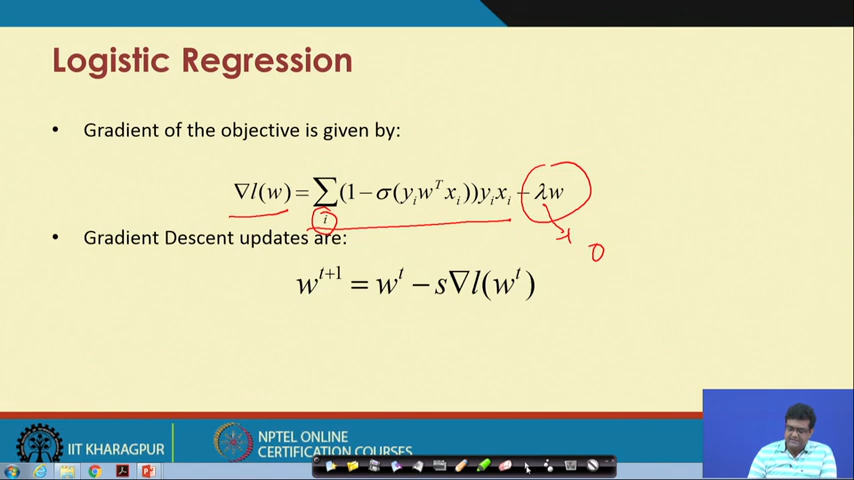 Logistic Regression
• Gradient of the objective is given by:
∇l(w) = ∑_i (1 − σ(y_i w^T x_i)) y_i x_i − λw
• Gradient Descent updates are:
0
w^{t+1} = w^t − s∇l(w^t)
IIT KHARAGPUR
NPTEL ONLINE
CERTIFICATION COURSES